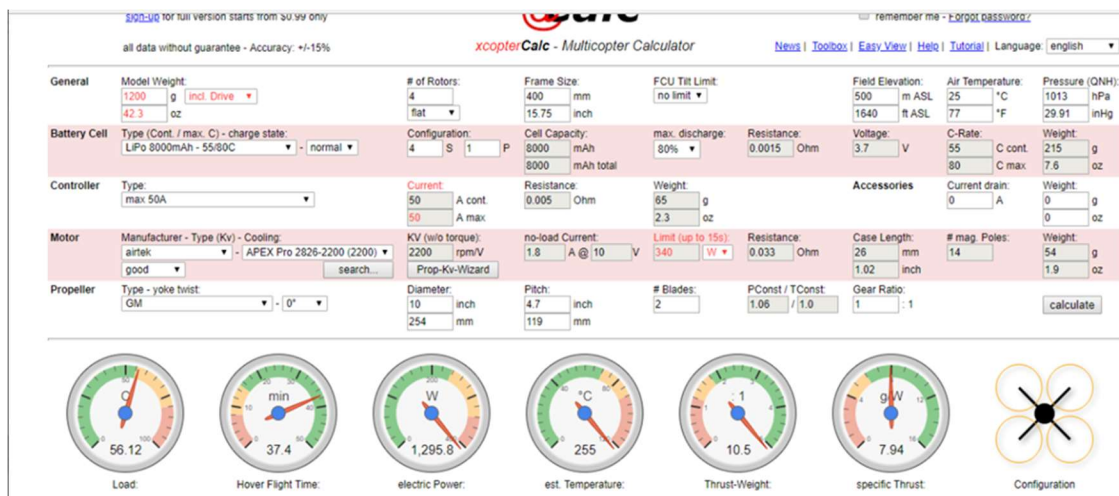 sign-up for full version starts from $0.99 only
remember me - Forgot password?
all data without guarantee - Accuracy: +/-15%
xcopterCalc - Multicopter Calculator
News | Toolbox | Easy View | Help | Tutorial | Language: english
General Model Weight: # of Rotors: Frame Size: FCU Tilt Limit: Field Elevation: Air Temperature: Pressure (QNH):
1200 g incl. Drive 4 400 mm no limit 500 m ASL 25 °C 1013 hPa
42.3 oz flat 15.75 inch 1640 ft ASL 77 °F 29.91 inHg
Battery Cell Type (Cont. / max. C) - charge state: Configuration: Cell Capacity: max. discharge: Resistance: Voltage: C-Rate: Weight:
LiPo 8000mAh - 55/80C - normal 4 S 1 P 8000 mAh 80% 0.0015 Ohm 3.7 V 55 C cont. 215 g
8000 mAh total 80 C max 7.6 oz
Controller Type: Current: Resistance: Weight: Accessories Current drain: Weight:
max 50A 50 A cont. 0.005 Ohm 65 g 0 A 0 g
50 A max 2.3 oz 0 oz
Motor Manufacturer - Type (Kv) - Cooling: KV (w/o torque): no-load Current: Limit (up to 15s): Resistance: Case Length: # mag. Poles: Weight:
airtek - APEX Pro 2826-2200 (2200) 2200 rpm/V 1.8 A @ 10 V 340 W 0.033 Ohm 26 mm 14 54 g
good search... Prop-Kv-Wizard 1.02 inch 1.9 oz
Propeller Type - yoke twist: Diameter: Pitch: # Blades: PConst / TConst: Gear Ratio:
GM - 0° 10 inch 4.7 inch 2 1.06 / 1.0 1 : 1 calculate
254 mm 119 mm
C min W °C : 1 g/W
56.12 37.4 1,295.8 255 10.5 7.94
Load: Hover Flight Time: electric Power: est. Temperature: Thrust-Weight: specific Thrust: Configuration